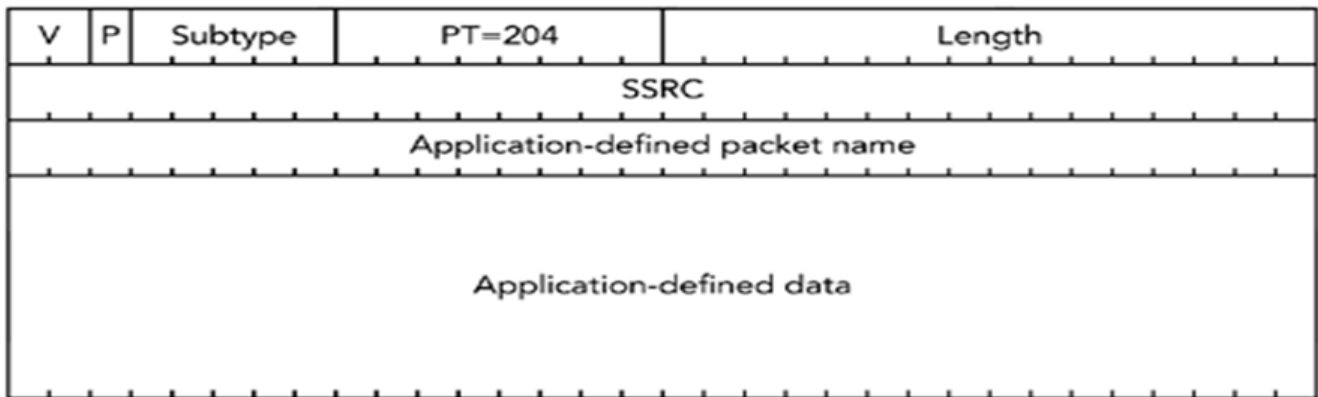 V P Subtype PT=204 Length
SSRC
Application-defined packet name
Application-defined data